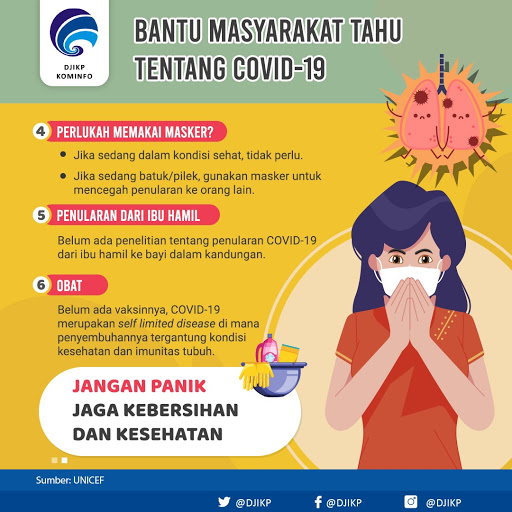 DJIKP
KOMINFO
BANTU MASYARAKAT TAHU
TENTANG COVID-19
4 PERLUKAH MEMAKAI MASKER?
• Jika sedang dalam kondisi sehat, tidak perlu.
• Jika sedang batuk/pilek, gunakan masker untuk
mencegah penularan ke orang lain.
5 PENULARAN DARI IBU HAMIL
Belum ada penelitian tentang penularan COVID-19
dari ibu hamil ke bayi dalam kandungan.
6 OBAT
Belum ada vaksinnya, COVID-19
merupakan self limited disease di mana
penyembuhannya tergantung kondisi
kesehatan dan imunitas tubuh.
JANGAN PANIK
JAGA KEBERSIHAN
DAN KESEHATAN
Sumber: UNICEF
@DJIKP @DJIKP @DJIKP